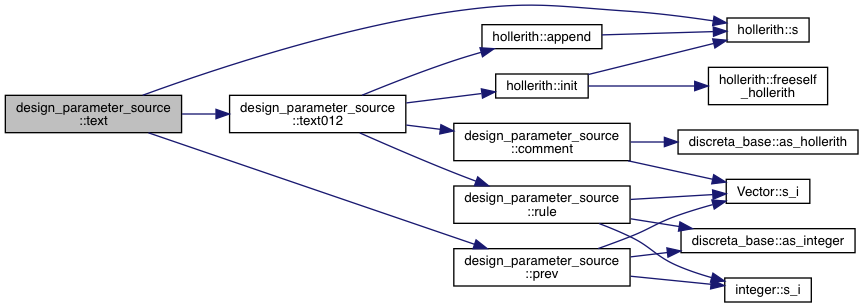 design_parameter_source
::text
design_parameter_source
::text012
hollerith::append
hollerith::init
design_parameter_source
::comment
design_parameter_source
::rule
design_parameter_source
::prev
hollerith::s
hollerith::freeself
_hollerith
discreta_base::as_hollerith
Vector::s_i
discreta_base::as_integer
integer::s_i